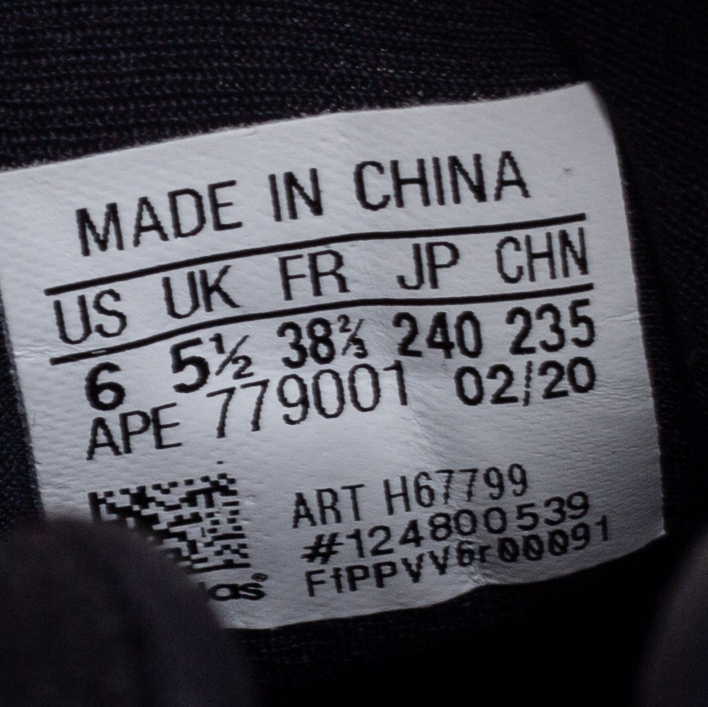 MADE IN CHINA
US UK FR JP CHN
6 5½ 38⅔ 240 235
APE 779001 02/20
ART H67799
#124800539
FfPPVV6r00091